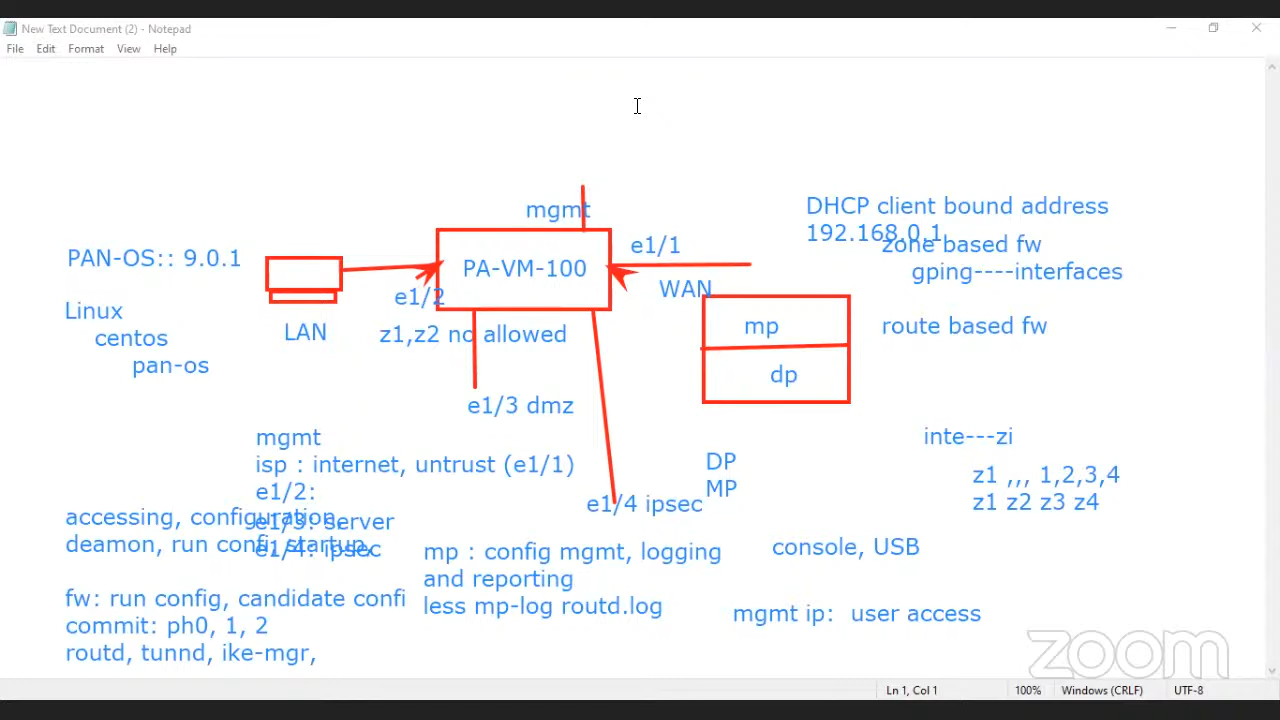 New Text Document (2) - Notepad
File Edit Format View Help
mgmt
DHCP client bound address
192.168.0.1
zone based fw
gping----interfaces
e1/1
PAN-OS:: 9.0.1
PA-VM-100
WAN
e1/2
Linux
centos
pan-os
LAN
z1,z2 no allowed
mp
dp
route based fw
e1/3 dmz
mgmt
isp : internet, untrust (e1/1)
e1/2:
e1/3: server
e1/4: ipsec
inte---zi
z1 ,,, 1,2,3,4
z1 z2 z3 z4
DP
MP
e1/4 ipsec
accessing, configuration,
deamon, run confi, startup,
mp : config mgmt, logging
and reporting
less mp-log routd.log
console, USB
fw: run config, candidate confi
commit: ph0, 1, 2
routd, tunnd, ike-mgr,
mgmt ip: user access
zoom
Ln 1, Col 1 100% Windows (CRLF) UTF-8